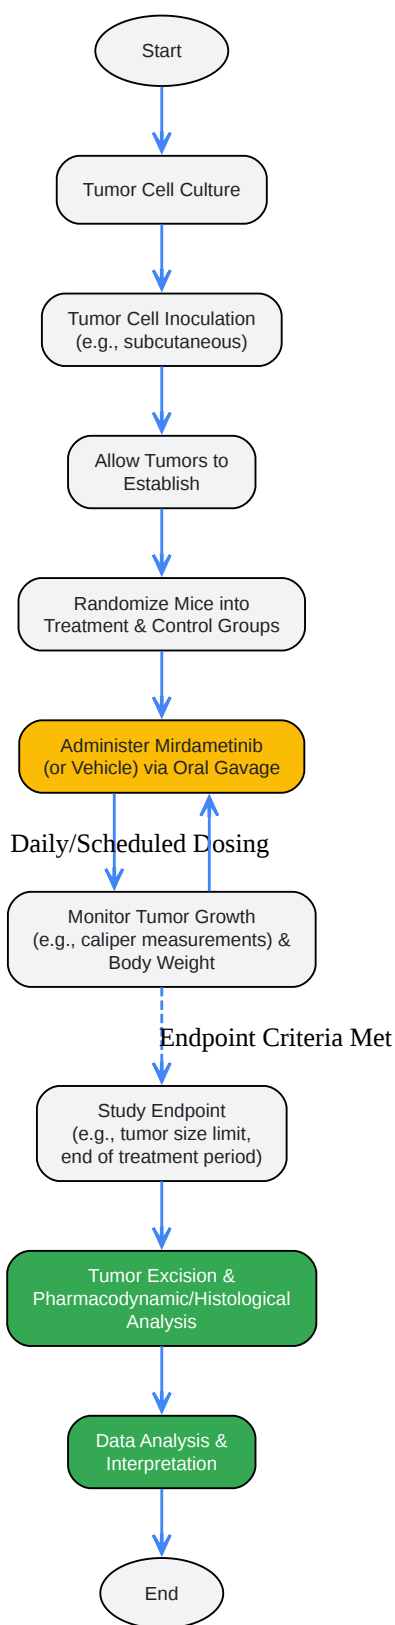 Start
Tumor Cell Culture
Tumor Cell Inoculation
(e.g., subcutaneous)
Allow Tumors to
Establish
Randomize Mice into
Treatment & Control Groups
Administer Mirdametinib
(or Vehicle) via Oral Gavage
Daily/Scheduled Dosing
Monitor Tumor Growth
(e.g., caliper measurements) &
Body Weight
Endpoint Criteria Met
Study Endpoint
(e.g., tumor size limit,
end of treatment period)
Tumor Excision &
Pharmacodynamic/Histological
Analysis
Data Analysis &
Interpretation
End